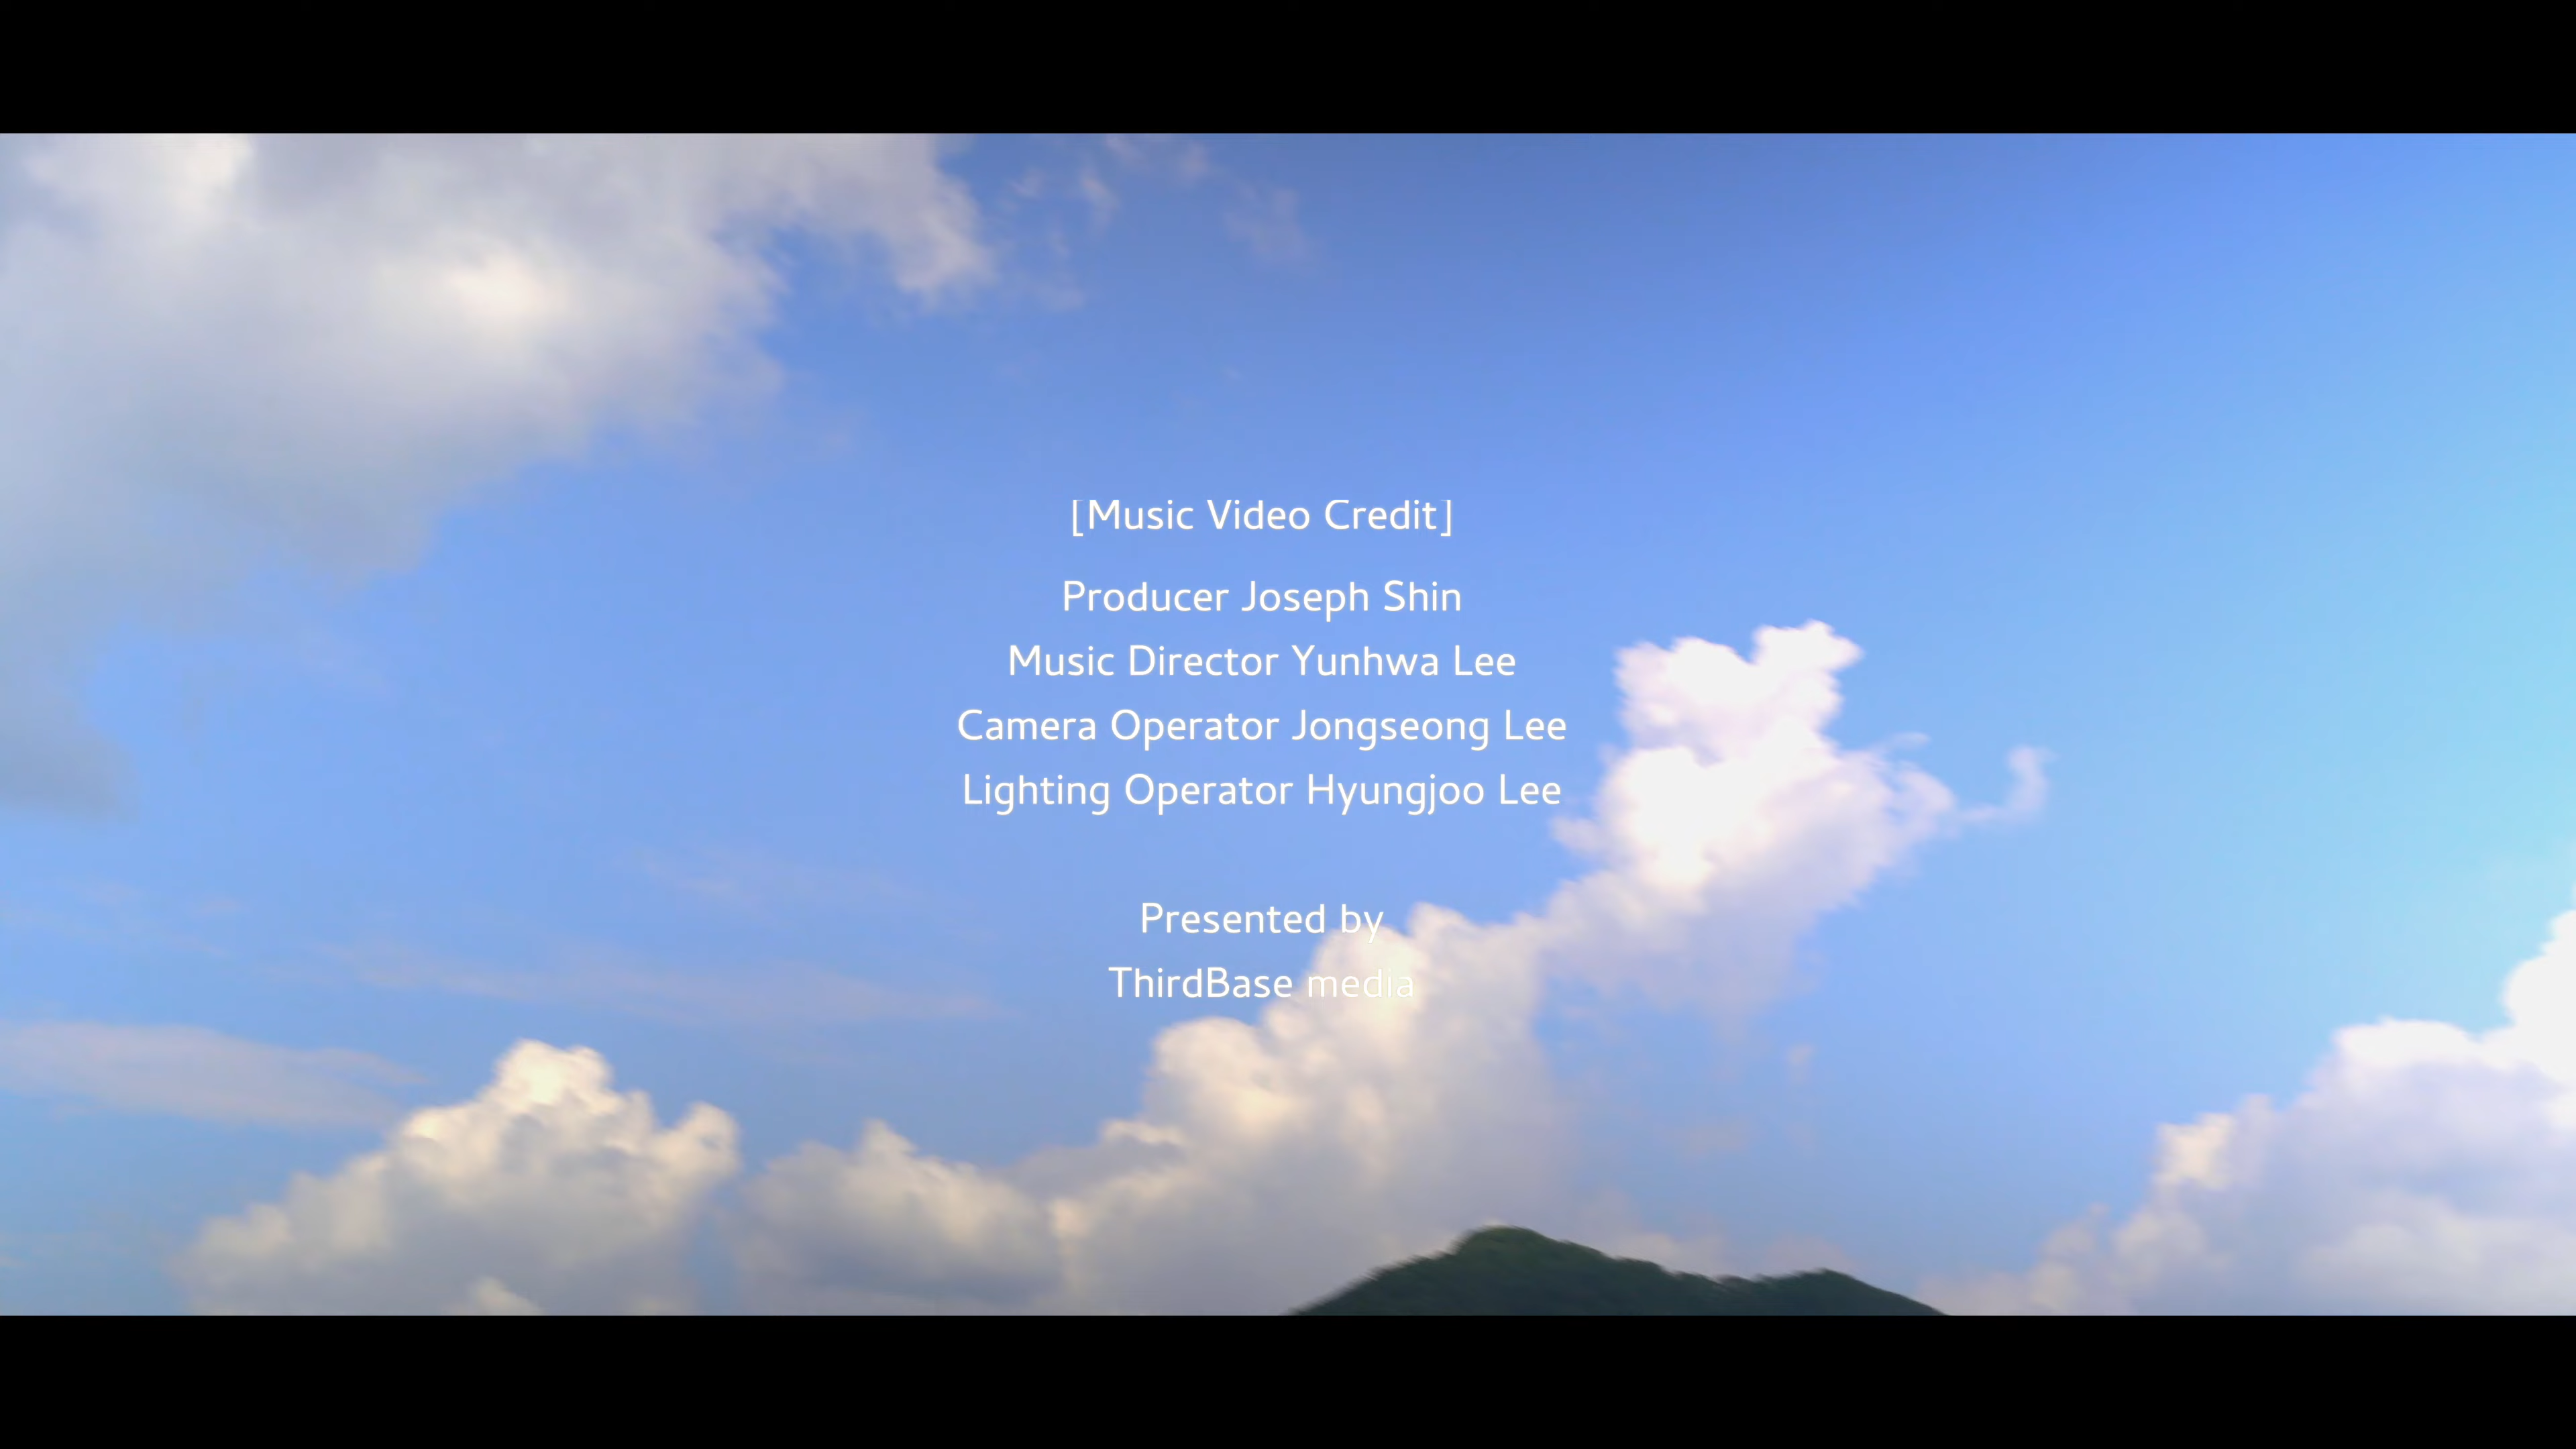 [Music Video Credit]
Producer Joseph Shin
Music Director Yunhwa Lee
Camera Operator Jongseong Lee
Lighting Operator Hyungjoo Lee
Presented by
ThirdBase media